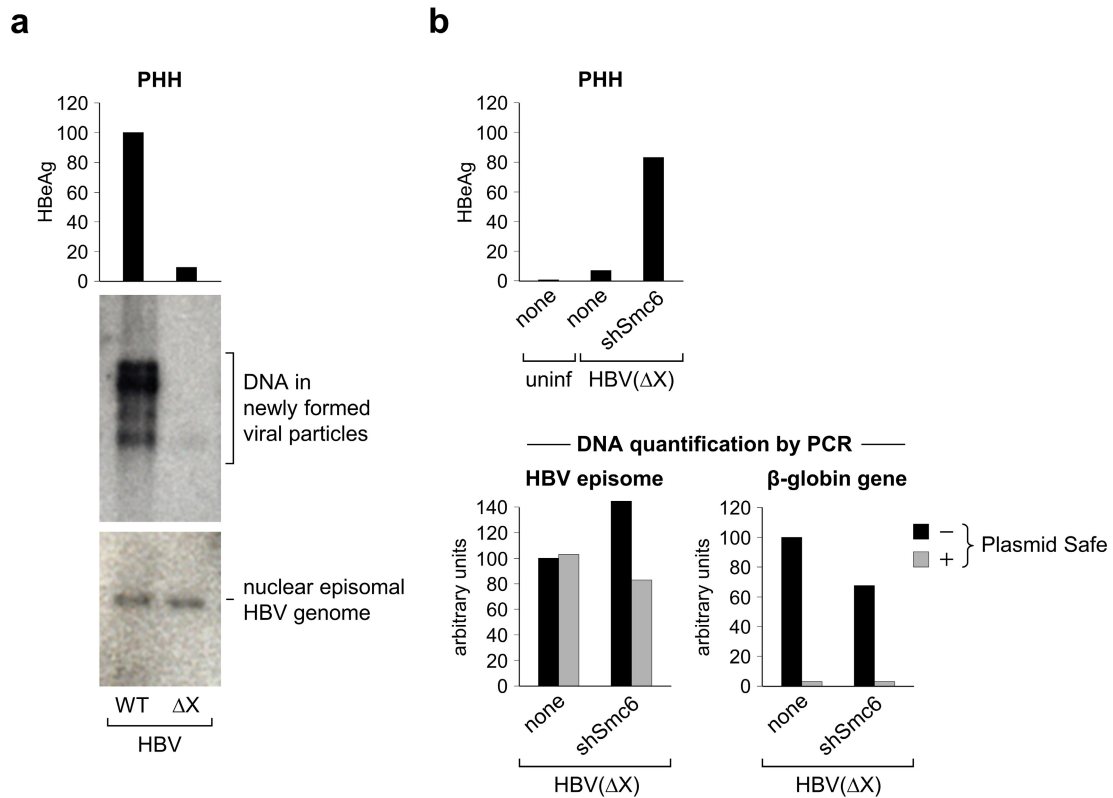 a
PHH
HBeAg
120
100
80
60
40
20
0
DNA in
newly formed
viral particles
nuclear episomal
HBV genome
WT ΔX
HBV
b
PHH
HBeAg
120
100
80
60
40
20
0
none
none
shSmc6
uninf
HBV(ΔX)
DNA quantification by PCR
HBV episome
arbitrary units
140
120
100
80
60
40
20
0
none
shSmc6
HBV(ΔX)
β-globin gene
arbitrary units
120
100
80
60
40
20
0
none
shSmc6
HBV(ΔX)
−
+
Plasmid Safe